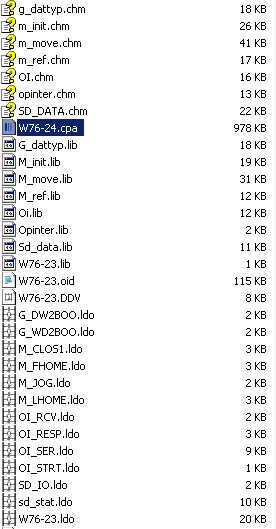 g_dattyp.chm 18 KB
m_init.chm 26 KB
m_move.chm 41 KB
m_ref.chm 17 KB
OI.chm 16 KB
opinter.chm 13 KB
SD_DATA.chm 22 KB
W76-24.cpa 978 KB
G_dattyp.lib 18 KB
M_init.lib 19 KB
M_move.lib 31 KB
M_ref.lib 12 KB
Oi.lib 12 KB
Opinter.lib 2 KB
Sd_data.lib 11 KB
W76-23.lib 1 KB
W76-23.oid 115 KB
W76-23.DDV 8 KB
G_DW2BOO.ldo 2 KB
G_WD2BOO.ldo 2 KB
M_CLOS1.ldo 3 KB
M_FHOME.ldo 3 KB
M_JOG.ldo 2 KB
M_LHOME.ldo 3 KB
OI_RCV.ldo 2 KB
OI_RESP.ldo 3 KB
OI_SER.ldo 9 KB
OI_STRT.ldo 1 KB
SD_IO.ldo 2 KB
sd_stat.ldo 10 KB
W76-23.ldo 20 KB